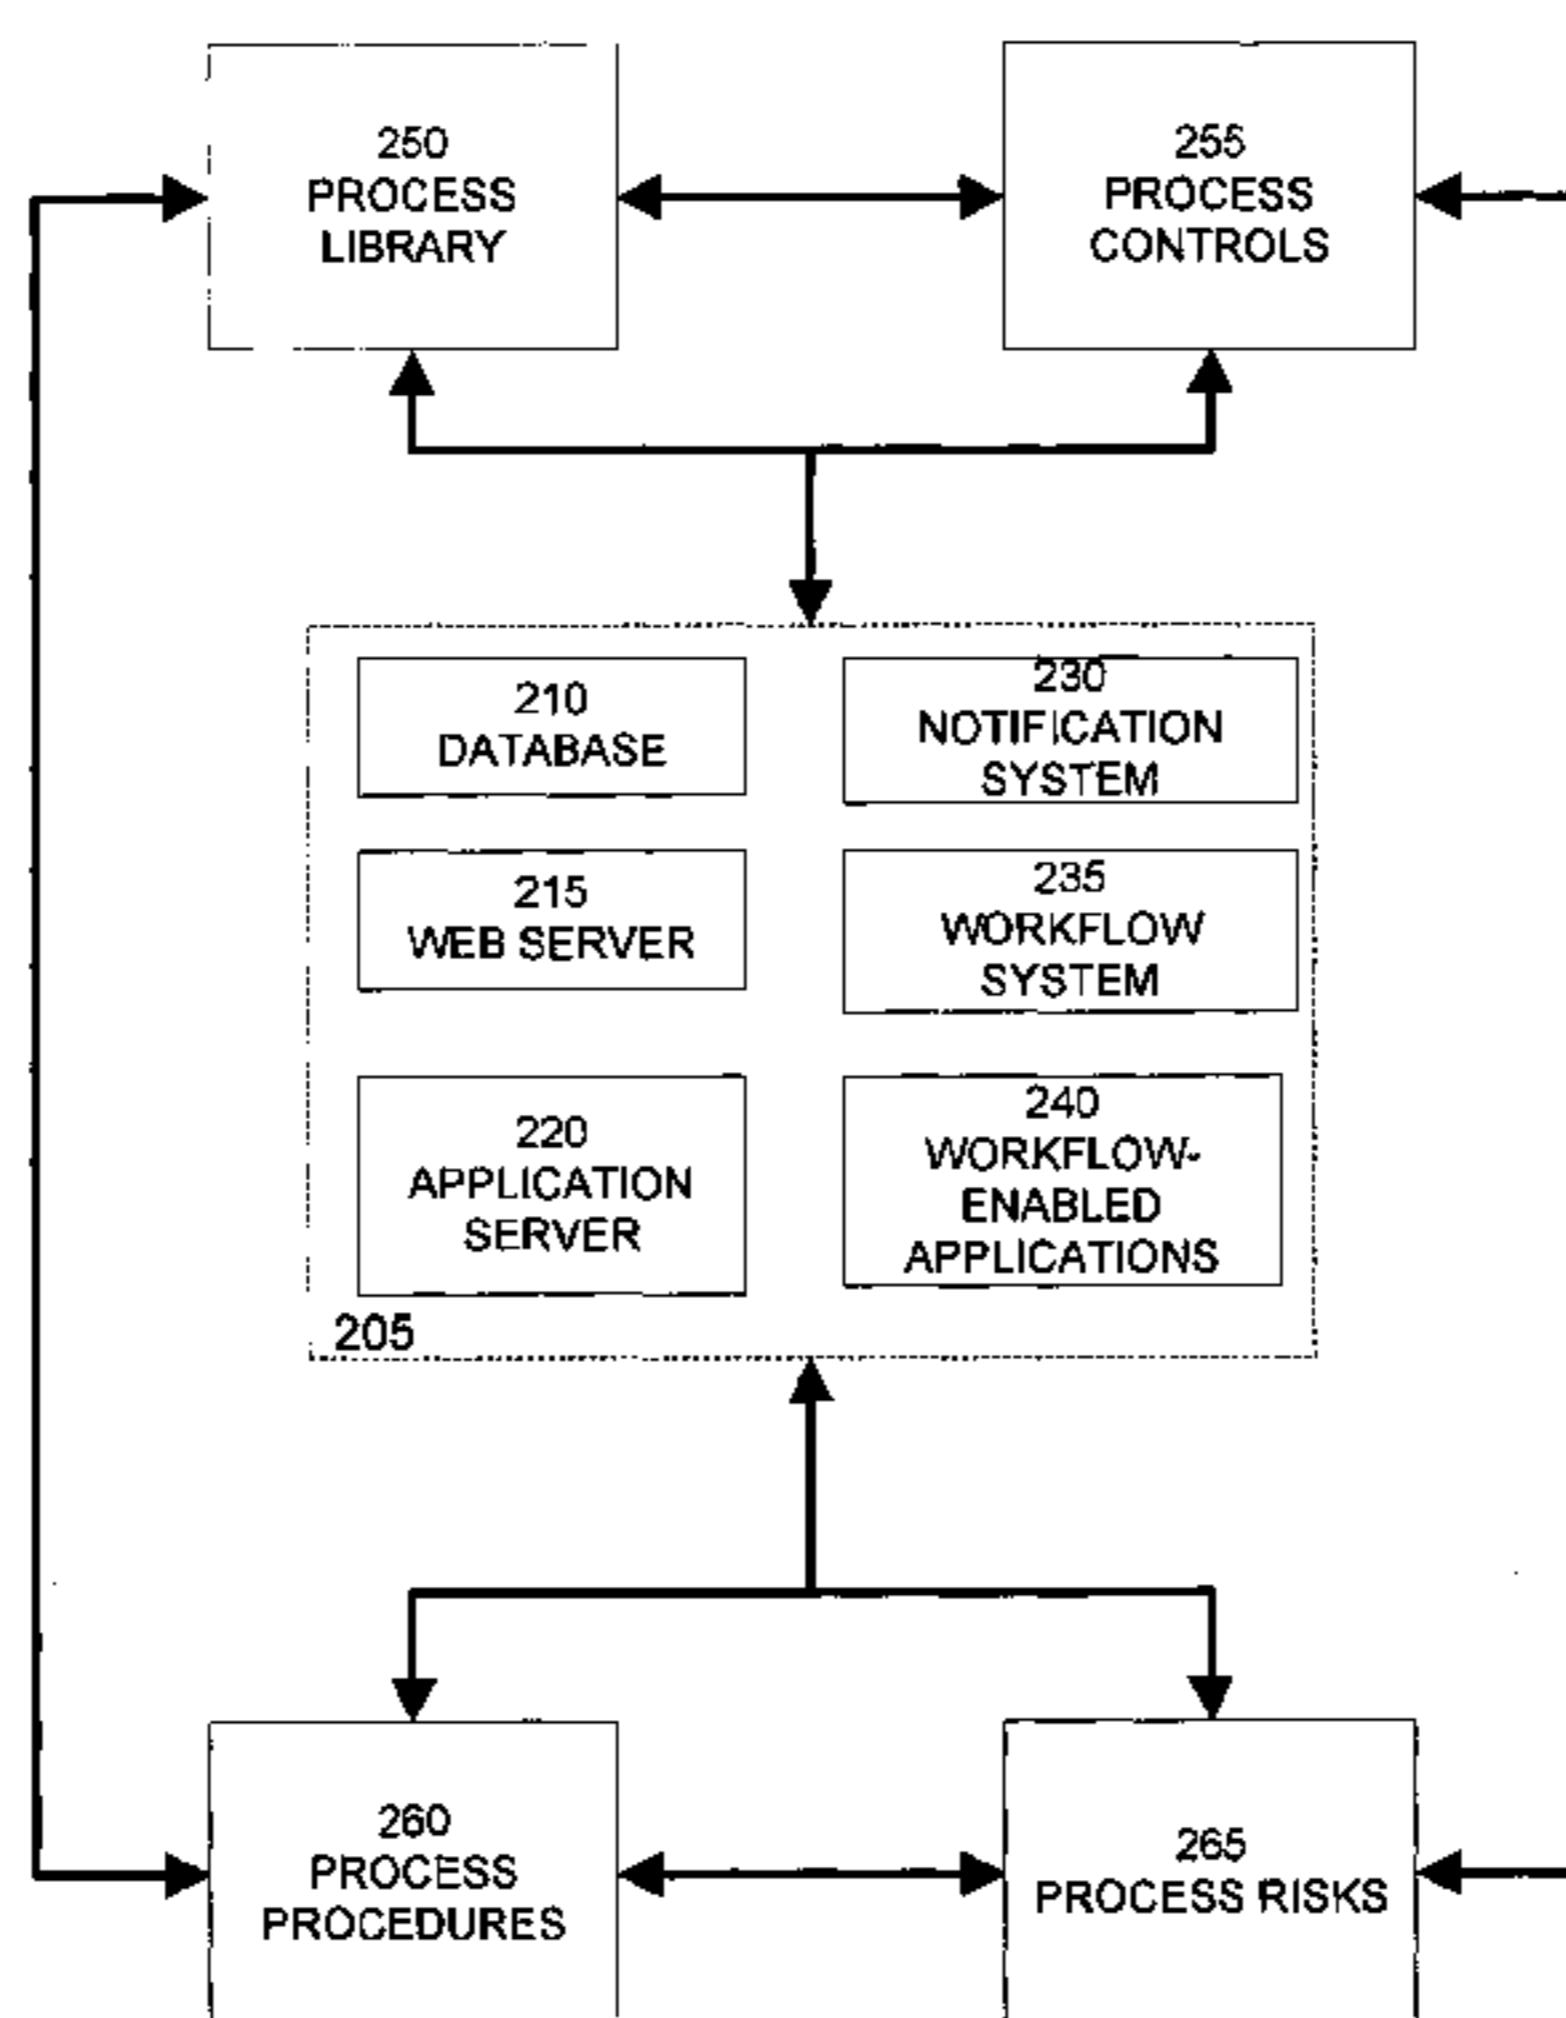 250
PROCESS
LIBRARY
255
PROCESS
CONTROLS
210
DATABASE
230
NOTIFICATION
SYSTEM
215
WEB SERVER
235
WORKFLOW
SYSTEM
220
APPLICATION
SERVER
240
WORKFLOW-
ENABLED
APPLICATIONS
205
260
PROCESS
PROCEDURES
265
PROCESS RISKS